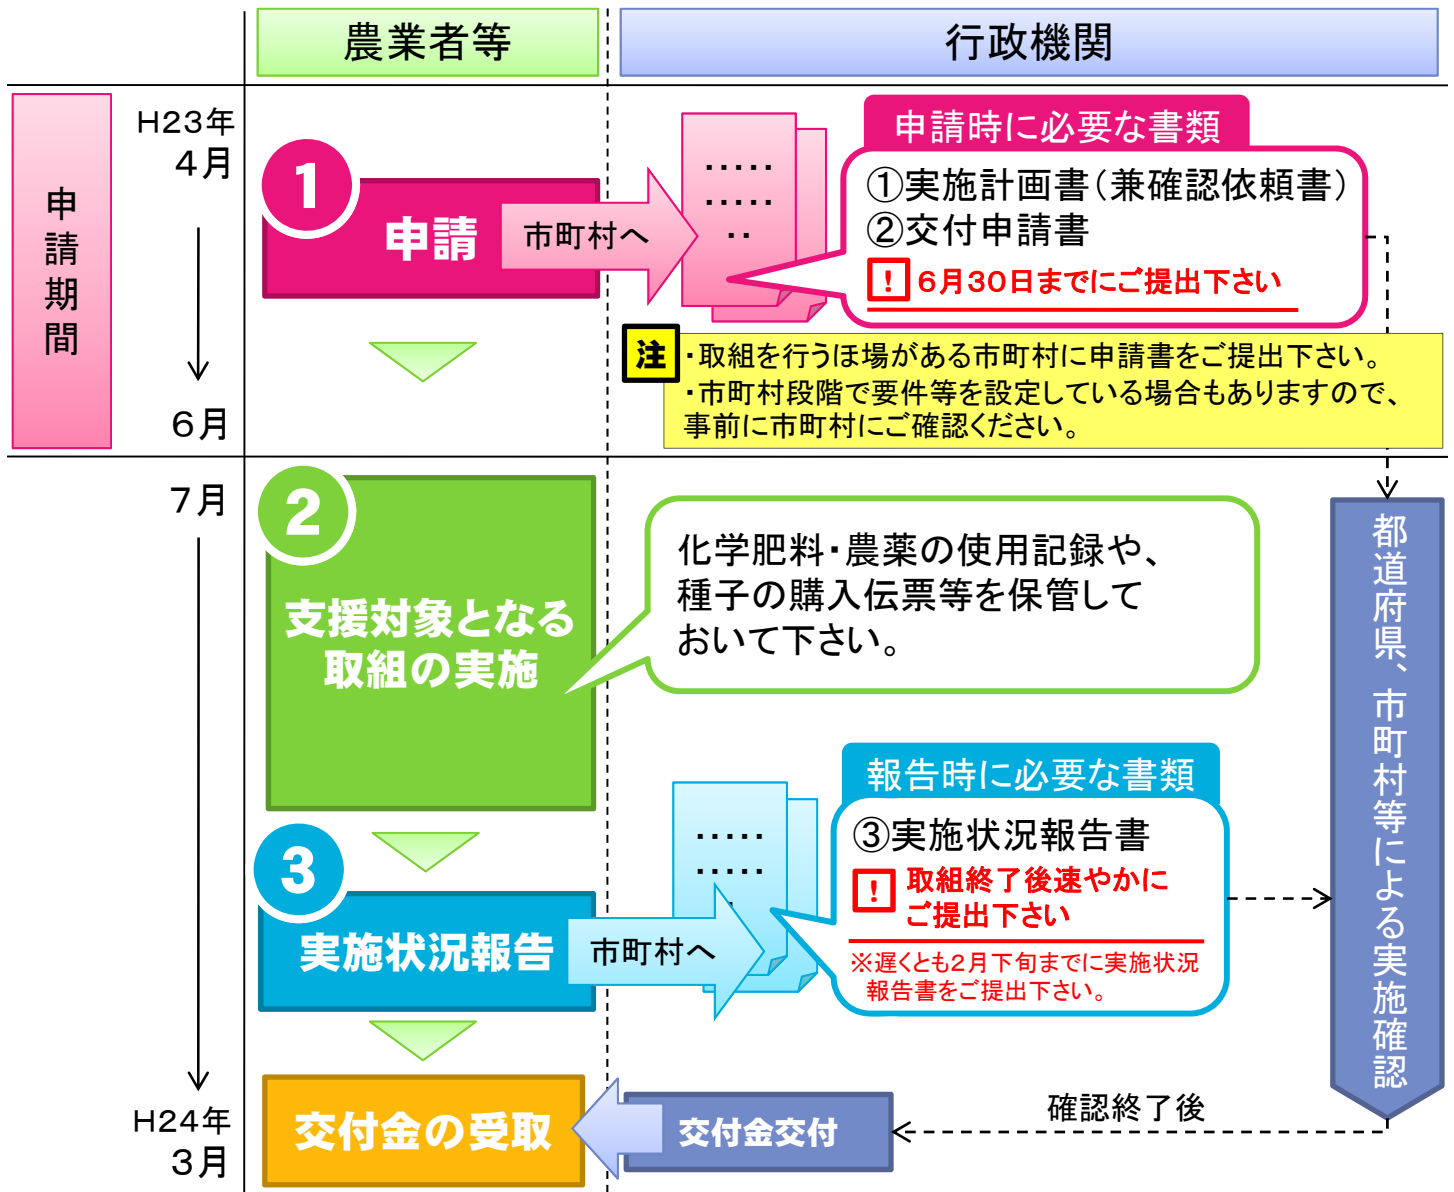 農業者等
行政機関
申請期間
H23年
4月
6月
1
申請
市町村へ
申請時に必要な書類
①実施計画書(兼確認依頼書)
②交付申請書
! 6月30日までにご提出下さい
注
・取組を行うほ場がある市町村に申請書をご提出下さい。
・市町村段階で要件等を設定している場合もありますので、
事前に市町村にご確認ください。
7月
2
支援対象となる
取組の実施
化学肥料・農薬の使用記録や、
種子の購入伝票等を保管して
おいて下さい。
都道府県、市町村等による実施確認
3
実施状況報告
市町村へ
報告時に必要な書類
③実施状況報告書
! 取組終了後速やかに
ご提出下さい
※遅くとも2月下旬までに実施状況
報告書をご提出下さい。
H24年
3月
交付金の受取
交付金交付
確認終了後